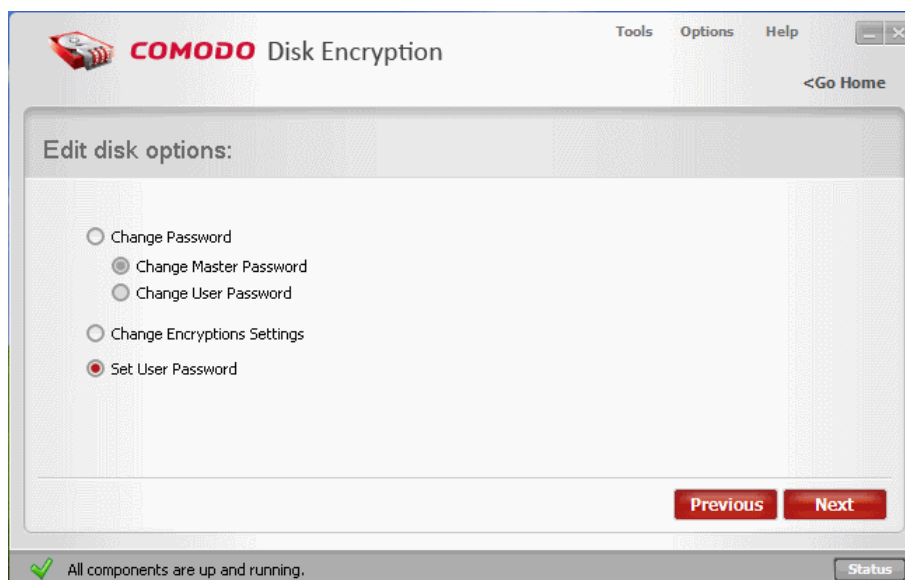 COMODO Disk Encryption
Tools Options Help
<Go Home
Edit disk options:
Change Password
Change Master Password
Change User Password
Change Encryptions Settings
Set User Password
Previous Next
All components are up and running. Status